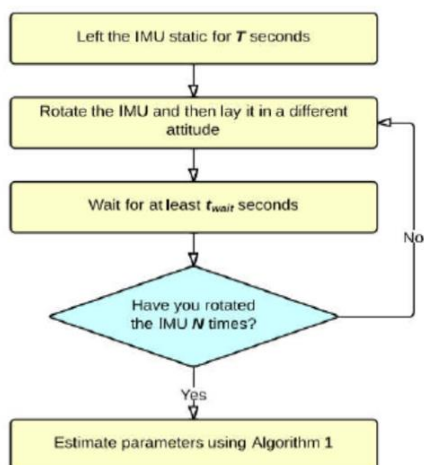 Left the IMU static for T seconds
Rotate the IMU and then lay it in a different
attitude
Wait for at least t_wait seconds
No
Have you rotated
the IMU N times?
Yes
Estimate parameters using Algorithm 1